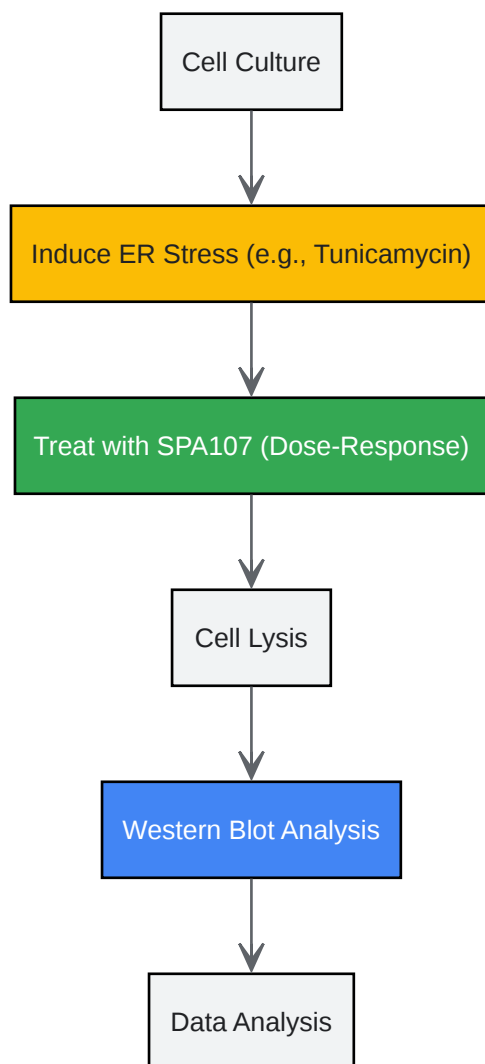 Cell Culture
Induce ER Stress (e.g., Tunicamycin)
Treat with SPA107 (Dose-Response)
Cell Lysis
Western Blot Analysis
Data Analysis